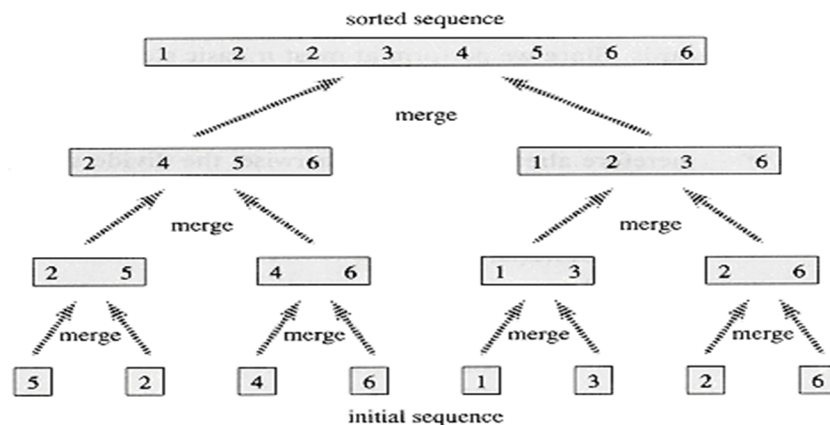 sorted sequence
1 2 2 3 4 5 6 6
merge
2 4 5 6 1 2 3 6
merge merge
2 5 4 6 1 3 2 6
merge merge merge merge
5 2 4 6 1 3 2 6
initial sequence